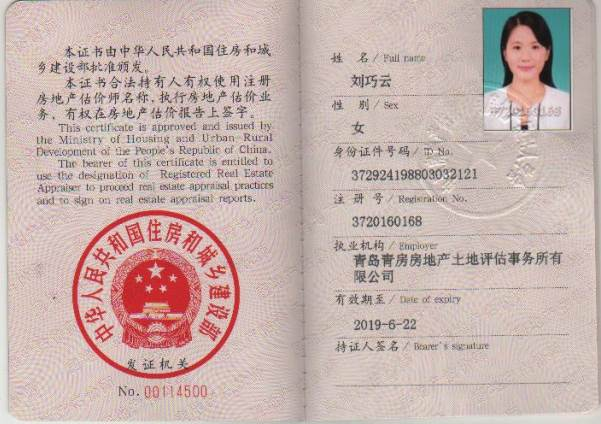 本证书由中华人民共和国住房和城
乡建设部批准颁发。
本证书合法持有人有权使用注册
房地产估价师名称，执行房地产估价业
务，有权在房地产估价报告上签字。
This certificate is approved and issued by
the Ministry of Housing and Urban-Rural
Development of the People's Republic of China.
The bearer of this certificate is entitled to
use the designation of Registered Real Estate
Appraiser to proceed real estate appraisal practices
and to sign on real estate appraisal reports.
中华人民共和国住房和城乡建设部
发证机关
No. 00114500
姓 名 / Full name
刘巧云
性 别 / Sex
女
身份证件号码 / ID No.
372924198803032121
注 册 号 / Registration No.
3720160168
执业机构 / Employer
青岛青房房地产土地评估事务所有
限公司
有效期至 / Date of expiry
2019-6-22
持证人签名 / Bearer's signature